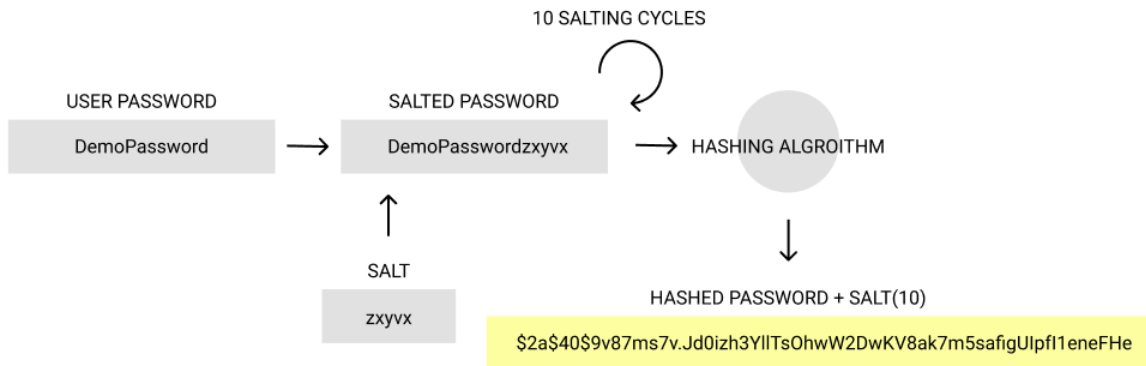 10 SALTING CYCLES
USER PASSWORD
SALTED PASSWORD
DemoPassword
DemoPasswordzxyvx
HASHING ALGROITHM
SALT
zxyvx
HASHED PASSWORD + SALT(10)
$2a$40$9v87ms7v.Jd0izh3YllTsOhwW2DwKV8ak7m5safigUIpfI1eneFHe